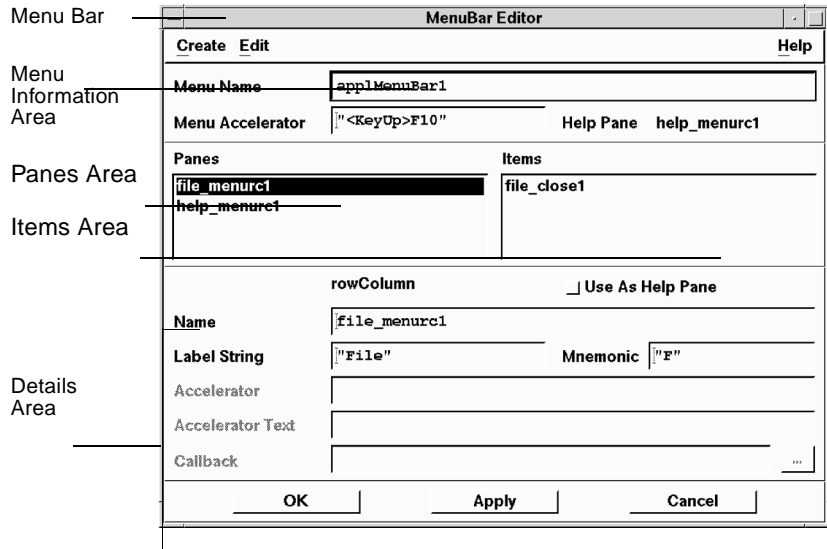 Menu Bar
MenuBar Editor
Create Edit Help
Menu
Information
Area
Menu Name applMenuBar1
Menu Accelerator "<KeyUp>F10" Help Pane help_menurc1
Panes Area
Panes Items
file_menurc1 file_close1
help_menurc1
Items Area
rowColumn Use As Help Pane
Name file_menurc1
Label String "File" Mnemonic "F"
Details
Area
Accelerator
Accelerator Text
Callback ...
OK Apply Cancel